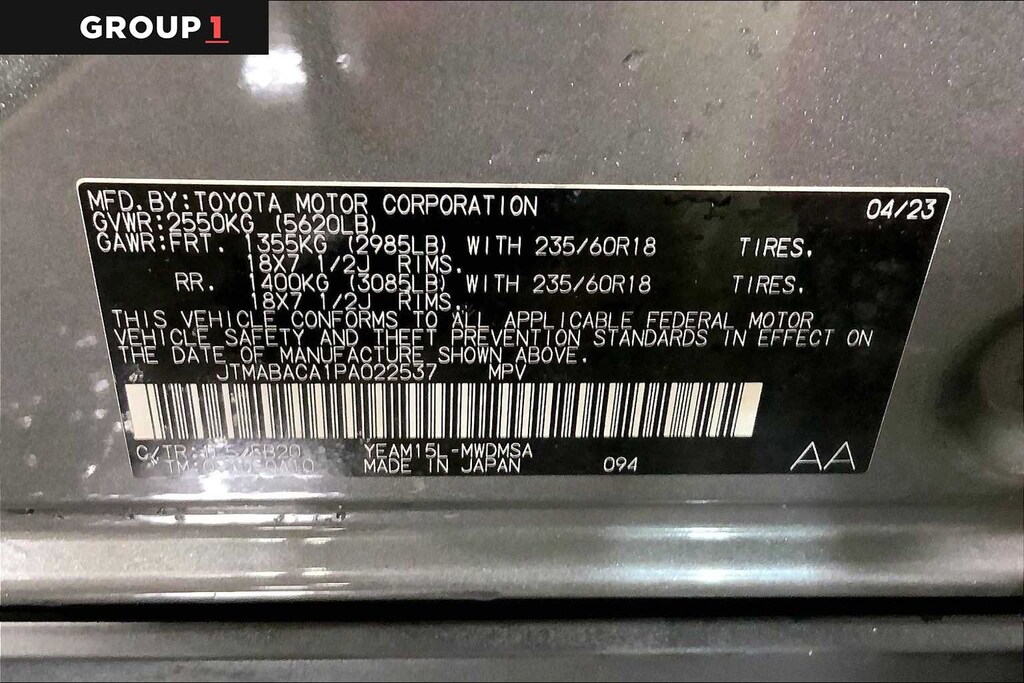 GROUP 1
MFD. BY: TOYOTA MOTOR CORPORATION 04/23
GVWR: 2550KG (5620LB)
GAWR: FRT. 1355KG (2985LB) WITH 235/60R18 TIRES.
18X7 1/2J RIMS.
RR. 1400KG (3085LB) WITH 235/60R18 TIRES.
18X7 1/2J RIMS.
THIS VEHICLE CONFORMS TO ALL APPLICABLE FEDERAL MOTOR
VEHICLE SAFETY AND THEFT PREVENTION STANDARDS IN EFFECT ON
THE DATE OF MANUFACTURE SHOWN ABOVE.
JTMABACA1PA022537 MPV
C/TR: YEAM15L-MWDMSA
MADE IN JAPAN 094 AA